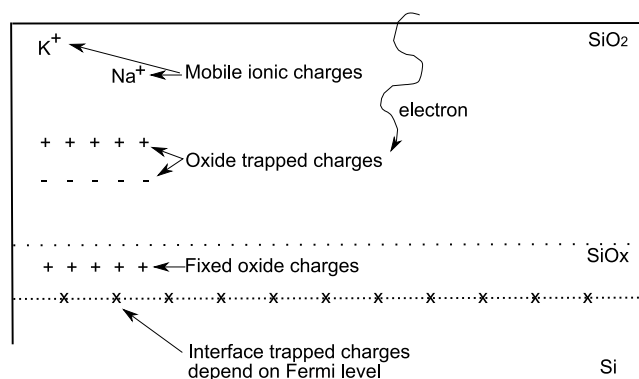 SiO2
K+
Na+
Mobile ionic charges
electron
+ + + + +
Oxide trapped charges
- - - - -
SiOx
+ + + + +
Fixed oxide charges
x x x x x x x x x x x
Interface trapped charges
depend on Fermi level
Si